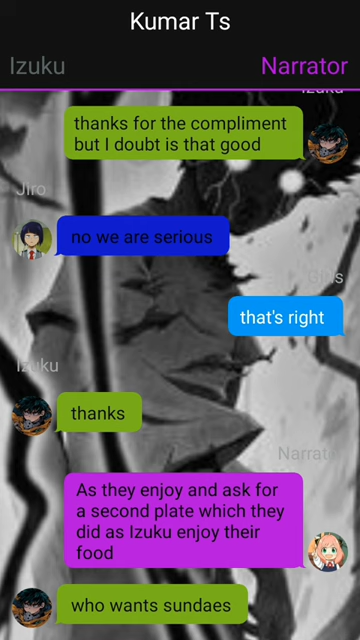 Kumar Ts
Izuku
Narrator
Izuku
thanks for the compliment
but I doubt is that good
Jiro
no we are serious
Girls
that's right
Izuku
thanks
Narrator
As they enjoy and ask for
a second plate which they
did as Izuku enjoy their
food
who wants sundaes